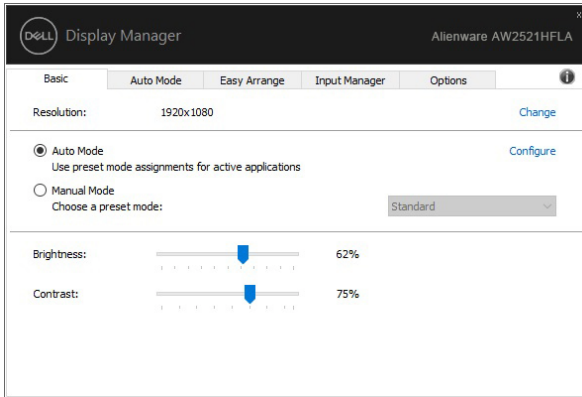 DELL Display Manager
Alienware AW2521HFLA
Basic Auto Mode Easy Arrange Input Manager Options
Resolution: 1920x1080 Change
Auto Mode Configure
Use preset mode assignments for active applications
Manual Mode
Choose a preset mode: Standard
Brightness: 62%
Contrast: 75%